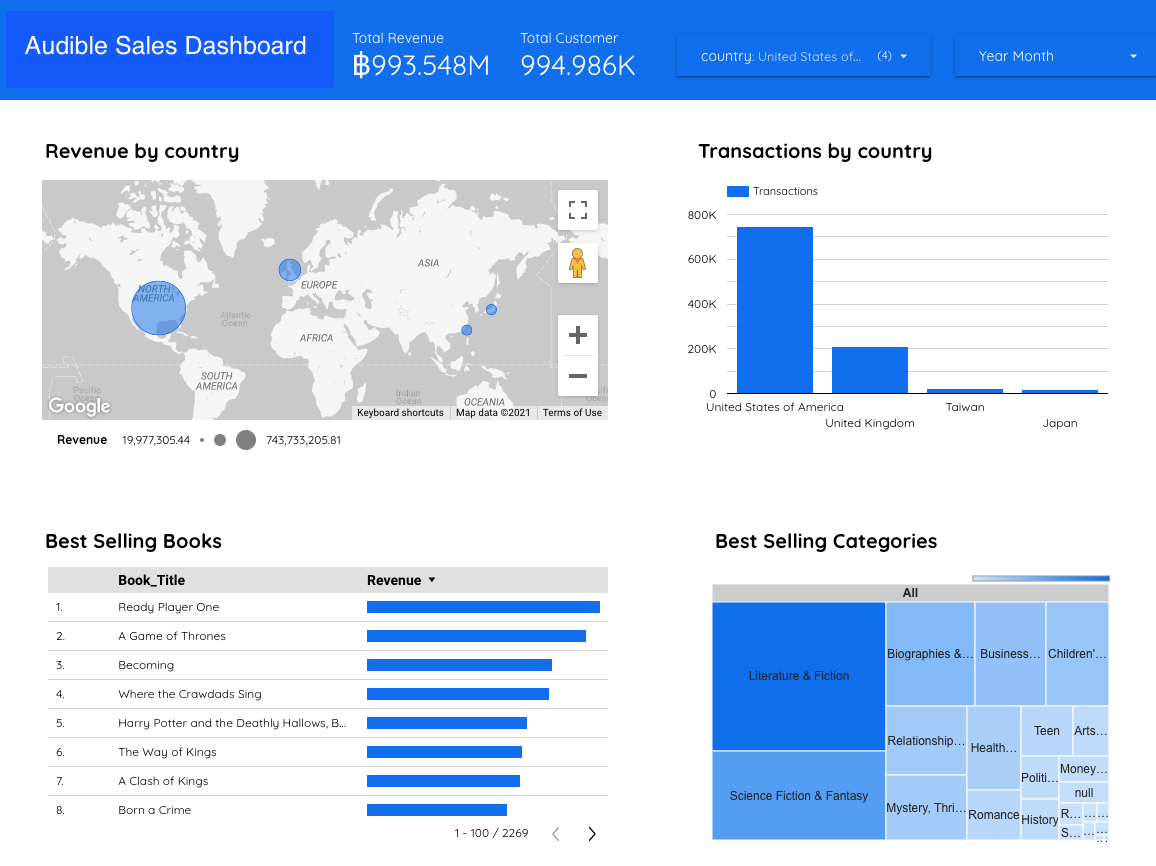 Audible Sales Dashboard
Total Revenue
฿993.548M
Total Customer
994.986K
country: United States of... (4)
Year Month
Revenue by country
NORTH
AMERICA
Atlantic
Ocean
EUROPE
ASIA
AFRICA
SOUTH
AMERICA
Pacific
Ocean
Indian
Ocean
OCEANIA
Google
Keyboard shortcuts
Map data ©2021
Terms of Use
Revenue 19,977,305.44 743,733,205.81
Transactions by country
Transactions
800K
600K
400K
200K
0
United States of America
United Kingdom
Taiwan
Japan
Best Selling Books
Book_Title Revenue
1. Ready Player One
2. A Game of Thrones
3. Becoming
4. Where the Crawdads Sing
5. Harry Potter and the Deathly Hallows, B...
6. The Way of Kings
7. A Clash of Kings
8. Born a Crime
1 - 100 / 2269
Best Selling Categories
All
Literature & Fiction
Science Fiction & Fantasy
Biographies &...
Business...
Children'...
Relationship...
Health...
Teen
Arts...
Mystery, Thri...
Romance
Politi...
History
Money...
null
R...
S...